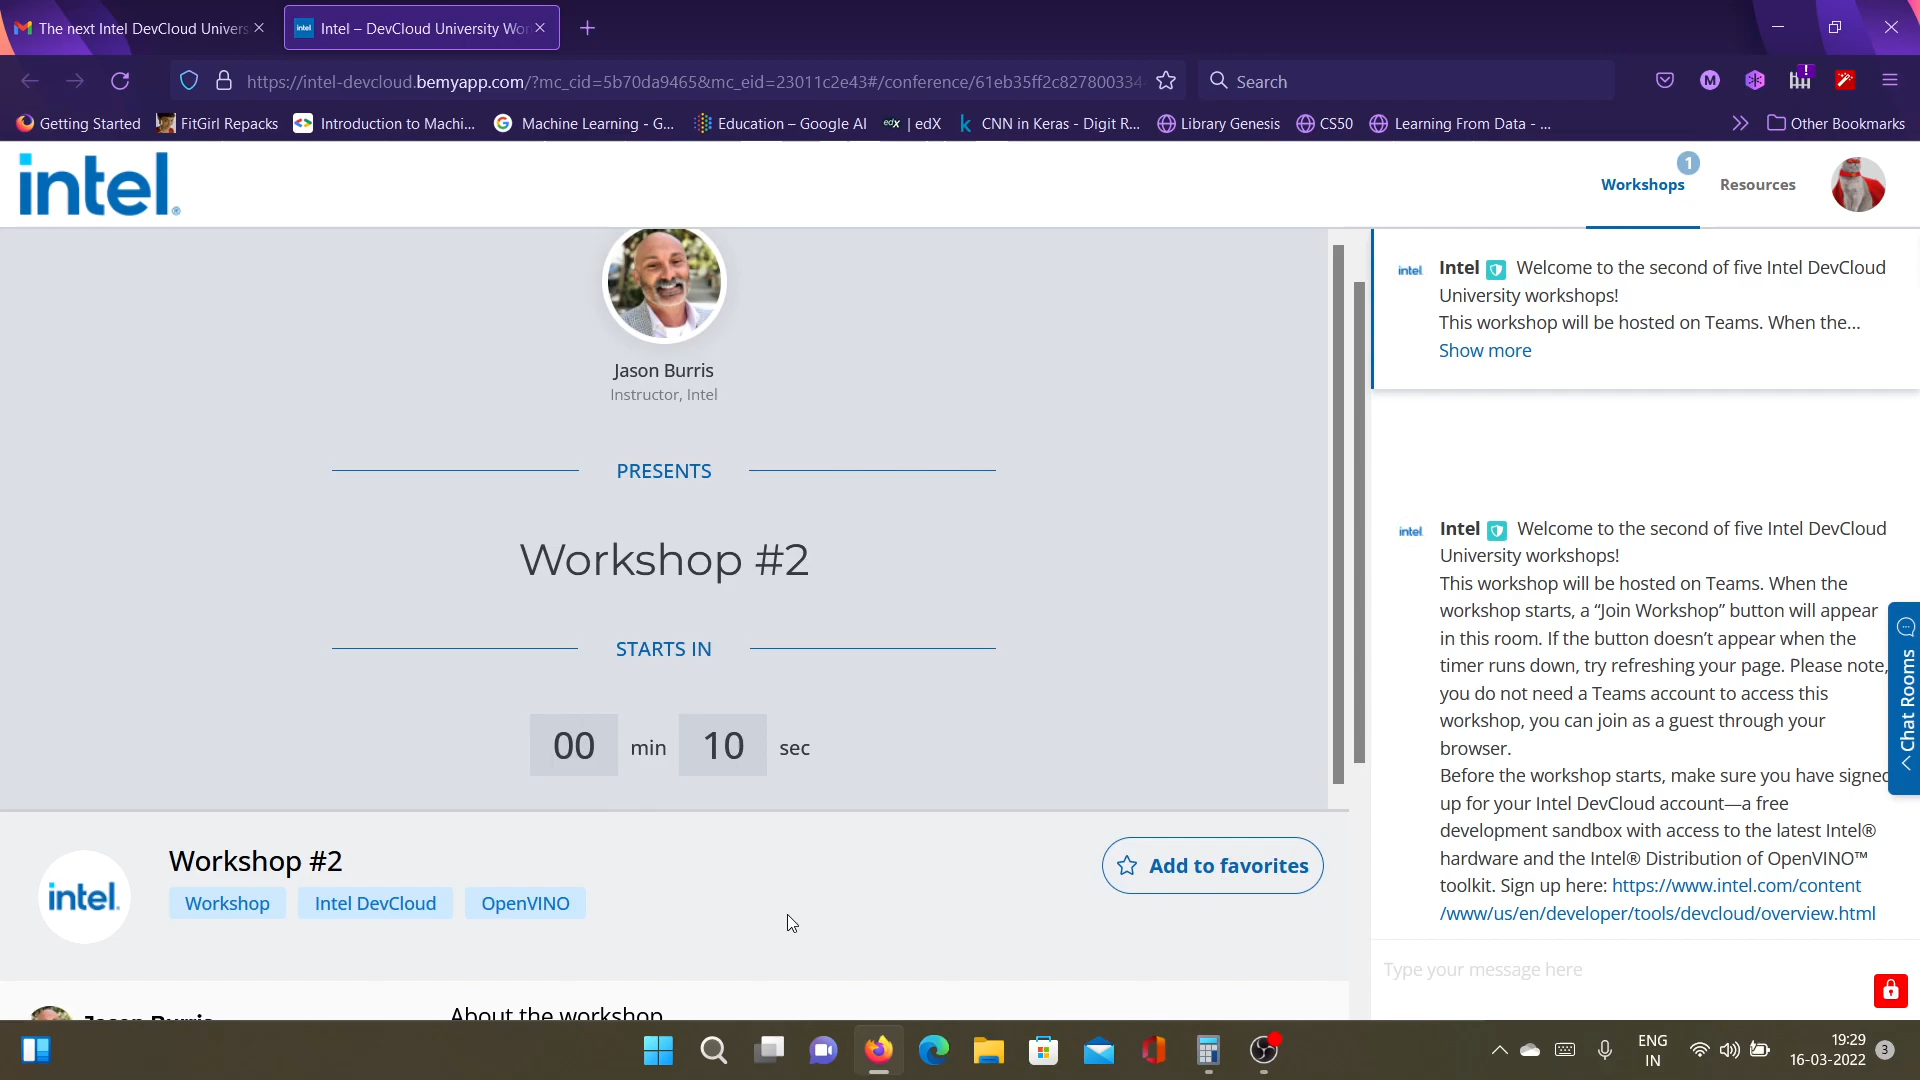 The next Intel DevCloud Univers
Intel – DevCloud University Wor
https://intel-devcloud.bemyapp.com/?mc_cid=5b70da9465&mc_eid=23011c2e43#/conference/61eb35ff2c827800334
Search
M
!
Getting Started
FitGirl Repacks
Introduction to Machi...
Machine Learning - G...
Education – Google AI
edX | edX
CNN in Keras - Digit R...
Library Genesis
CS50
Learning From Data - ...
Other Bookmarks
intel.
1
Workshops
Resources
Jason Burris
Instructor, Intel
PRESENTS
Workshop #2
STARTS IN
00 min 10 sec
intel.
Workshop #2
Workshop
Intel DevCloud
OpenVINO
Add to favorites
Jason Burris
About the workshop
intel Intel Welcome to the second of five Intel DevCloud
University workshops!
This workshop will be hosted on Teams. When the...
Show more
intel Intel Welcome to the second of five Intel DevCloud
University workshops!
This workshop will be hosted on Teams. When the
workshop starts, a “Join Workshop” button will appear
in this room. If the button doesn’t appear when the
timer runs down, try refreshing your page. Please note,
you do not need a Teams account to access this
workshop, you can join as a guest through your
browser.
Before the workshop starts, make sure you have signed
up for your Intel DevCloud account—a free
development sandbox with access to the latest Intel®
hardware and the Intel® Distribution of OpenVINO™
toolkit. Sign up here: https://www.intel.com/content
/www/us/en/developer/tools/devcloud/overview.html
Chat Rooms
Type your message here
ENG
IN
19:29
16-03-2022
3